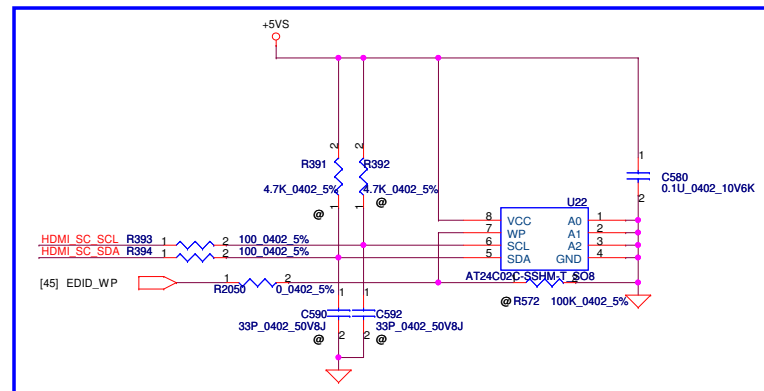 +5VS
2 2
R391 R392
4.7K_0402_5% 4.7K_0402_5%
1 1
@ @
1
C580
0.1U_0402_10V6K
2
U22
8 VCC A0 1
7 WP A1 2
6 SCL A2 3
5 SDA GND 4
AT24C02C-SSHM-T_SO8
HDMI_SC_SCL R393 1 2 100_0402_5%
HDMI_SC_SDA R394 1 2 100_0402_5%
[45] EDID_WP
1 2
R2050 0_0402_5%
@ R572 100K_0402_5%
1 1
C590 C592
33P_0402_50V8J 33P_0402_50V8J
2 2
@ @